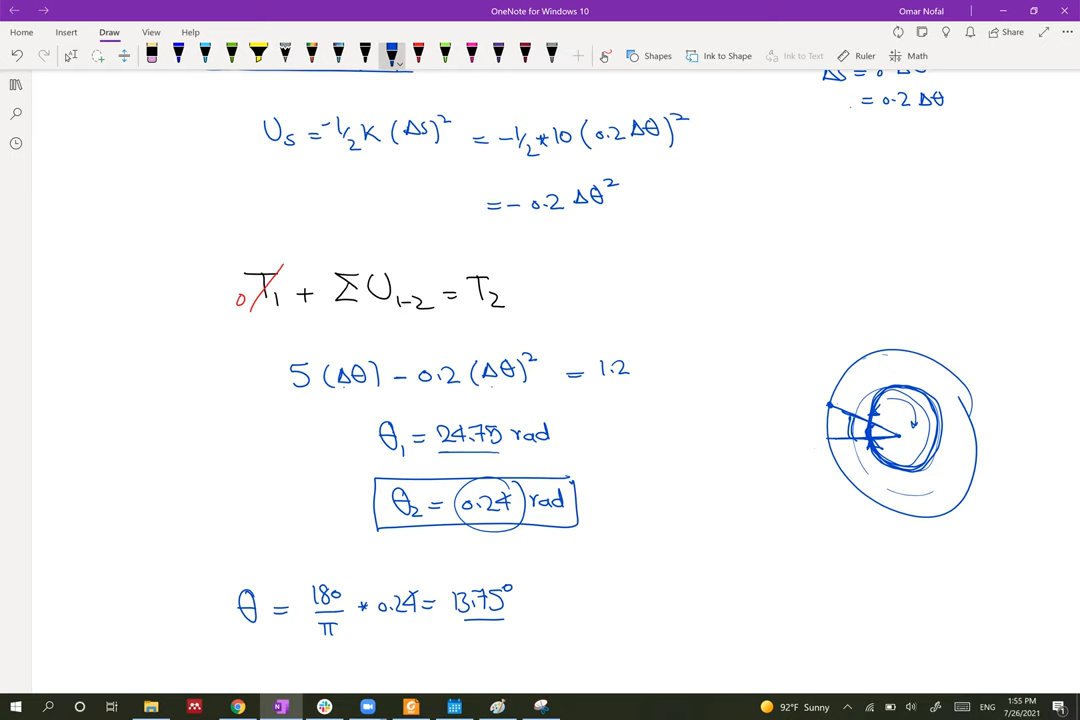 OneNote for Windows 10
Omar Nofal
Home Insert Draw View Help
Share
Shapes Ink to Shape Ink to Text Ruler Math
= 0.2 Δθ
Us = -1/2 K (Δs)² = -1/2 * 10 (0.2 Δθ)²
= - 0.2 Δθ²
0 T1 + ΣU1-2 = T2
5 (Δθ) - 0.2 (Δθ)² = 1.2
θ1 = 24.75 rad
θ2 = 0.24 rad
θ = 180/π * 0.24 = 13.75°
92°F Sunny
ENG
1:55 PM
7/26/2021